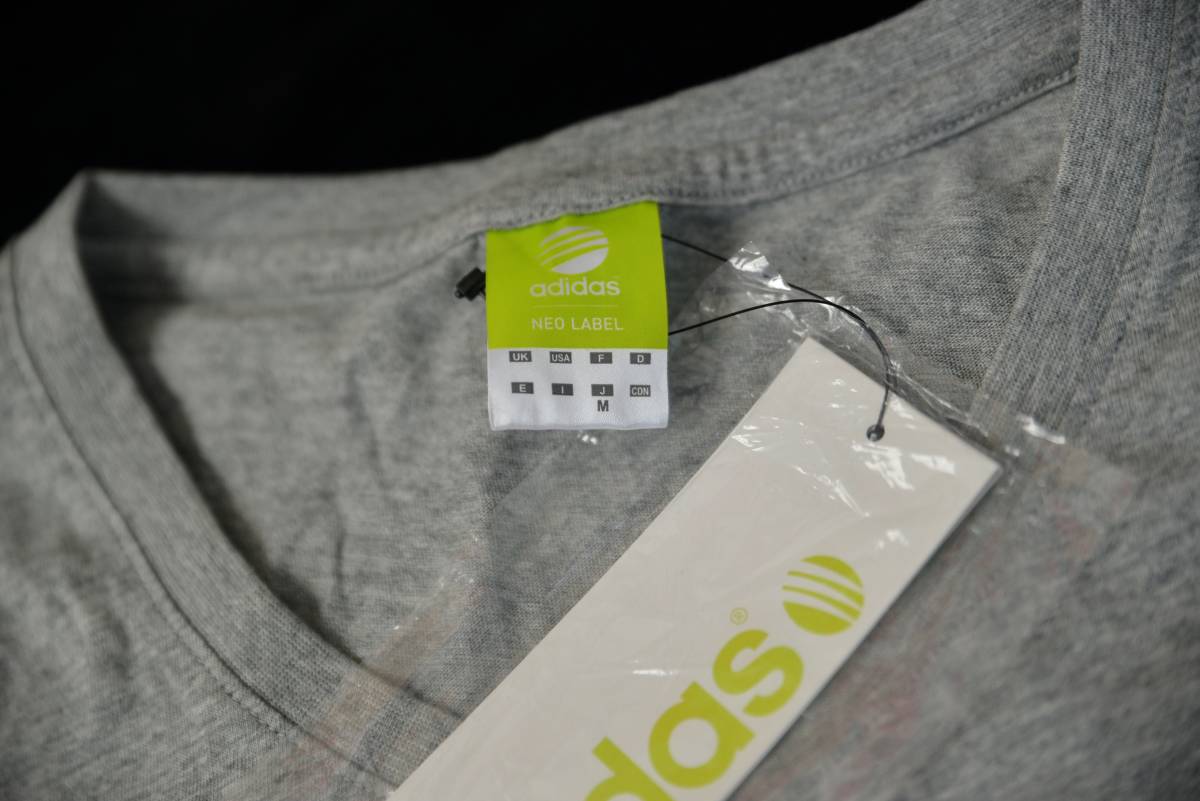 adidas
NEO LABEL
UK USA F D
E I J CDN
M
das®